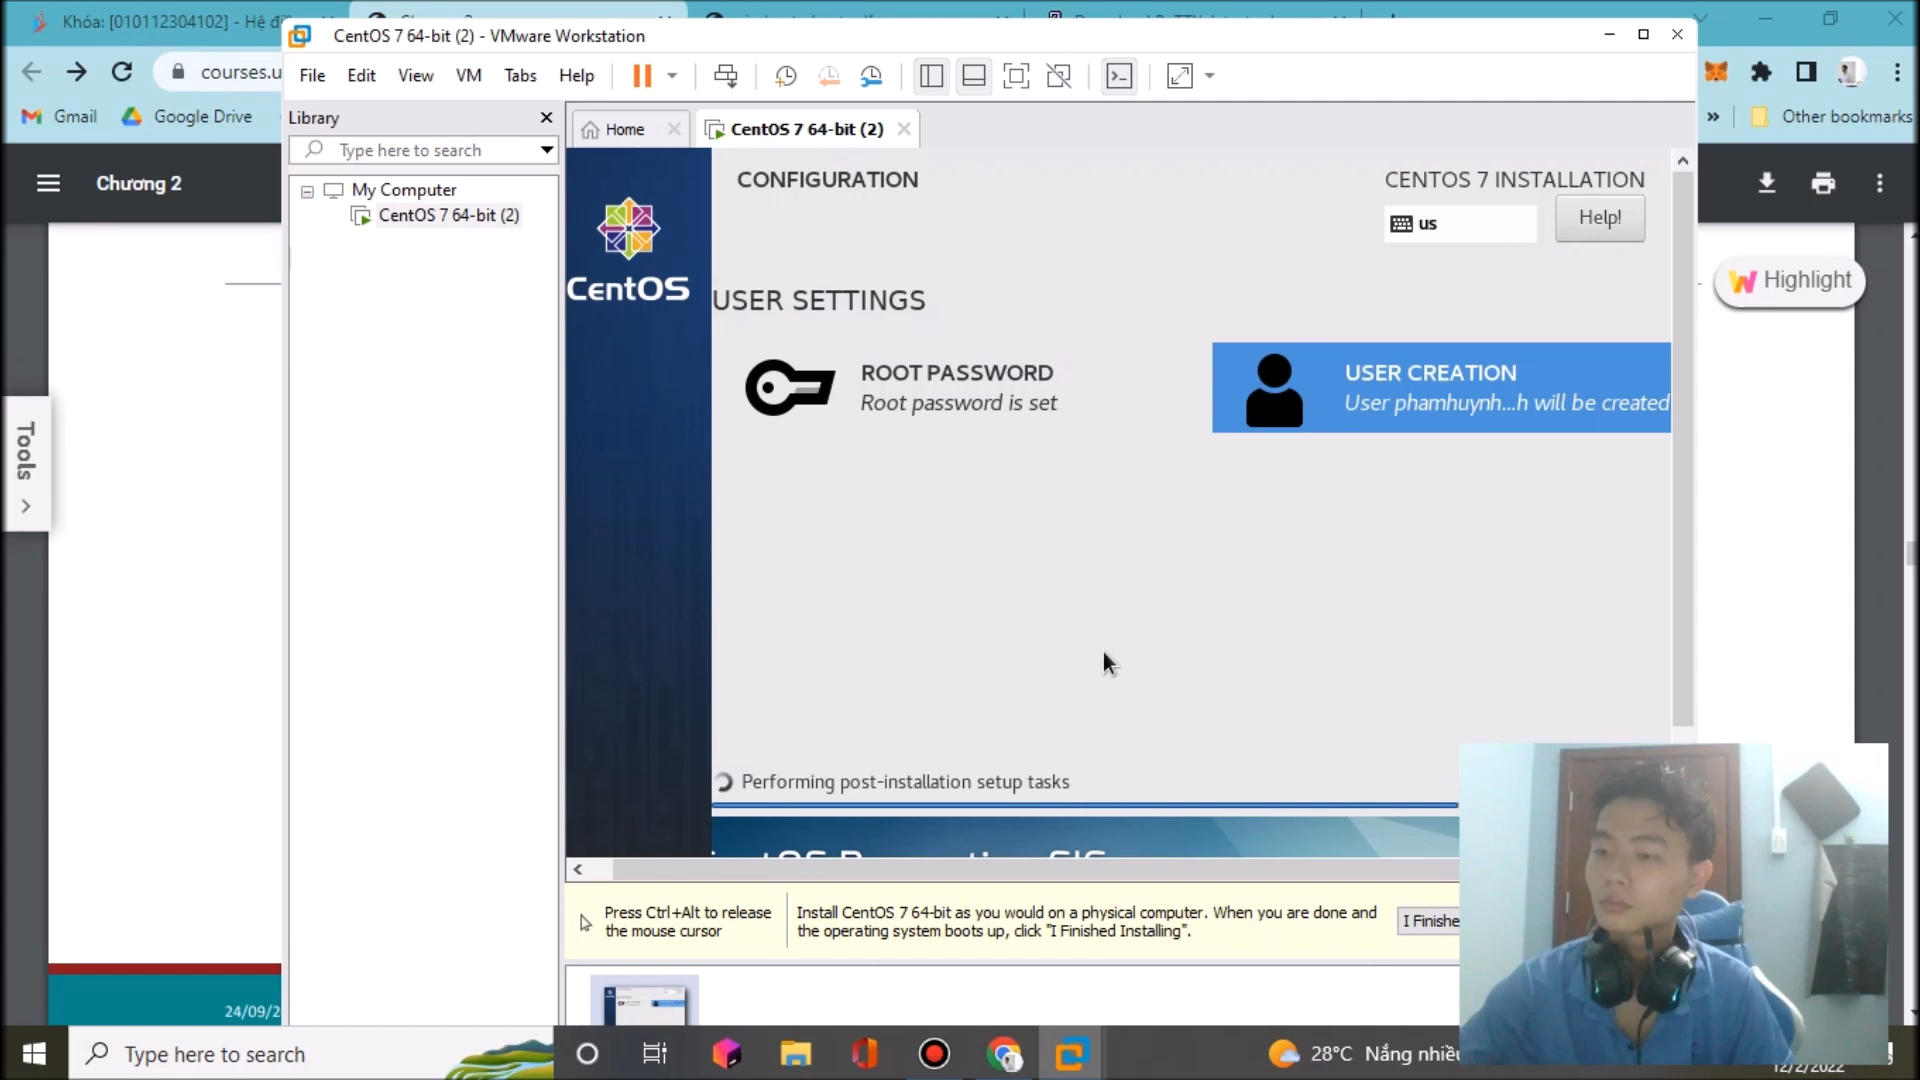 Khóa: [010112304102] - Hệ đi
CentOS 7 64-bit (2) - VMware Workstation
courses.u
File Edit View VM Tabs Help
Gmail Google Drive
» Other bookmarks
Library
Home CentOS 7 64-bit (2)
Type here to search
Chương 2
My Computer
CentOS 7 64-bit (2)
CONFIGURATION
CENTOS 7 INSTALLATION
us Help!
CentOS
USER SETTINGS
Highlight
ROOT PASSWORD
Root password is set
USER CREATION
User phamhuynh...h will be created
Tools
Performing post-installation setup tasks
Press Ctrl+Alt to release
the mouse cursor
Install CentOS 7 64-bit as you would on a physical computer. When you are done and
the operating system boots up, click "I Finished Installing".
I Finishe
24/09/2
Type here to search
28°C Nắng nhiề
12/2/2022